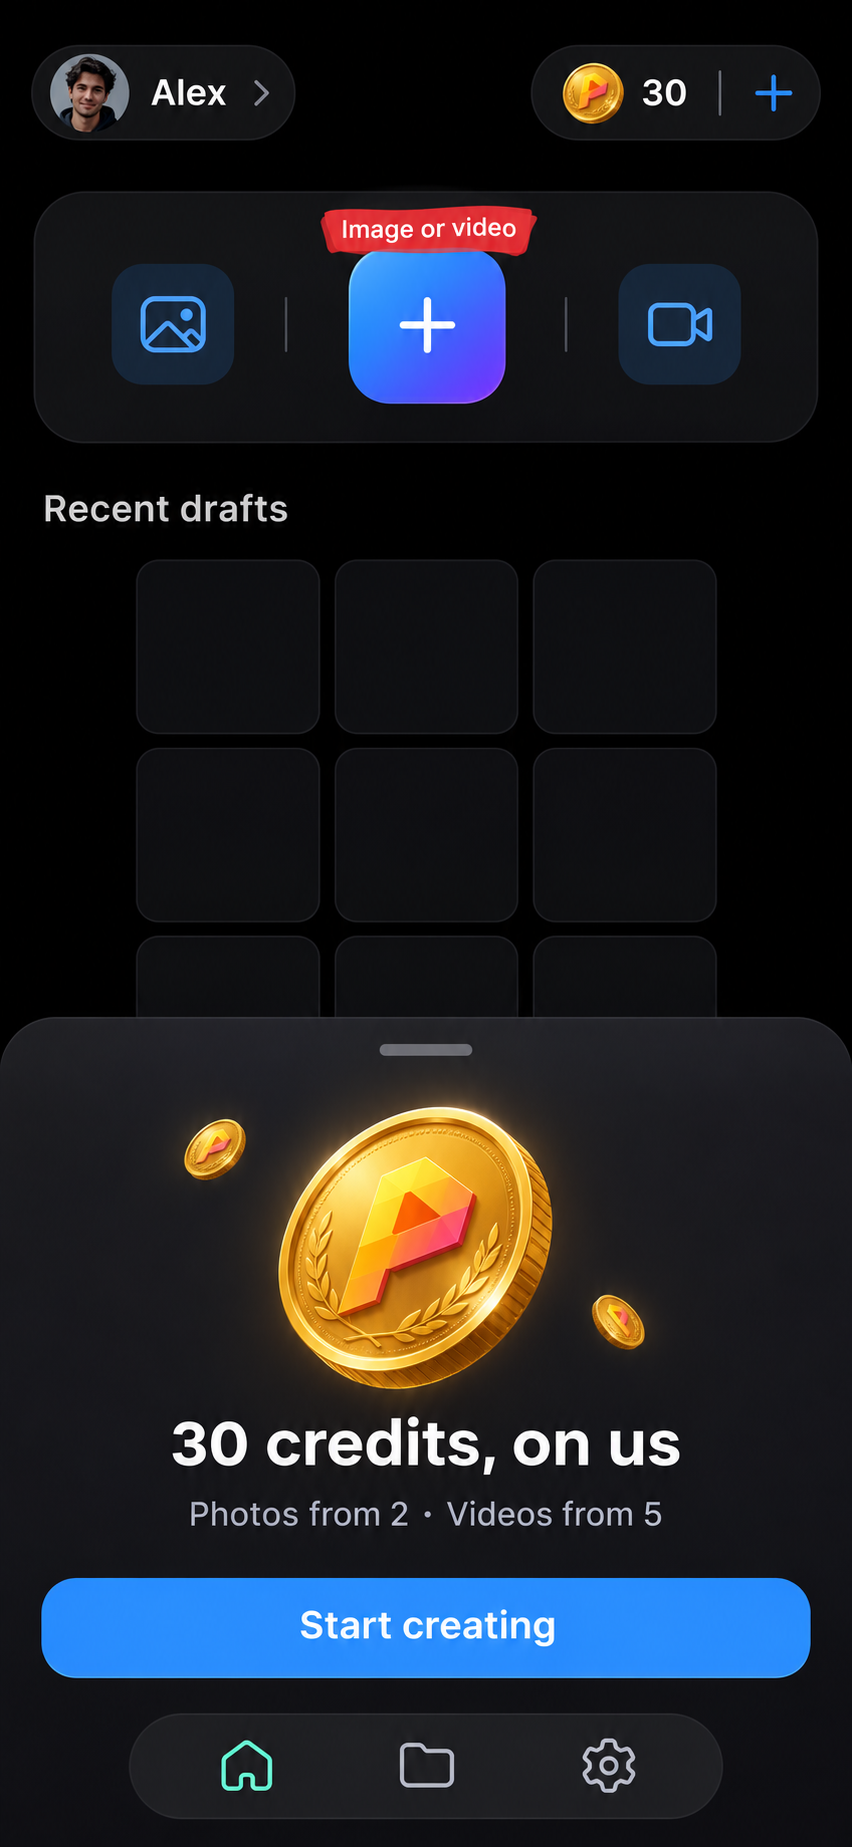 Alex
30
Image or video
Recent drafts
30 credits, on us
Photos from 2 • Videos from 5
Start creating